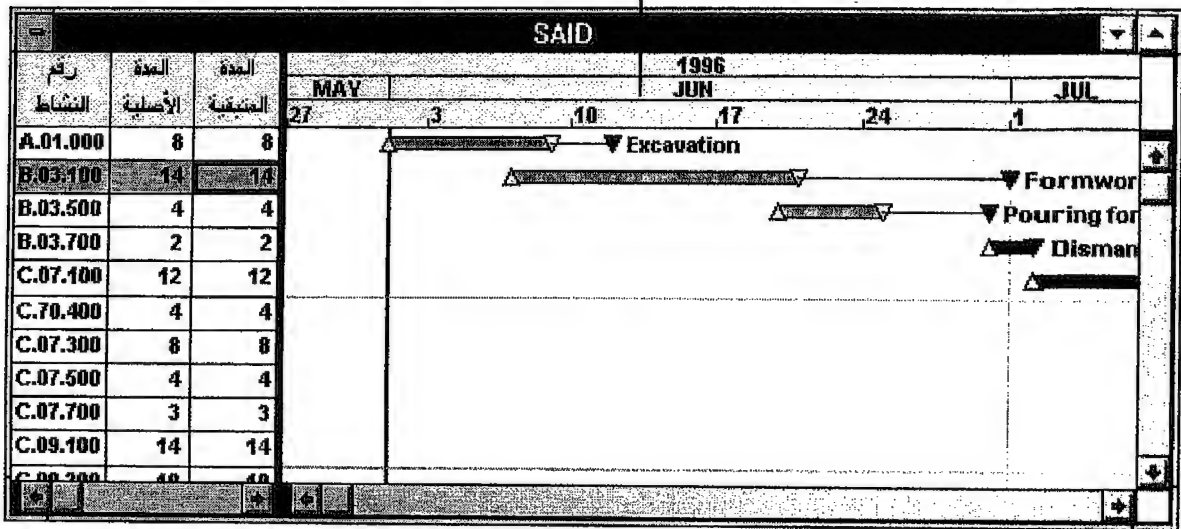 SAID
رقم النشاط
المدة الأصلية
المدة المتبقية
1996
MAY JUN JUL
27 3 10 17 24 1
A.01.000 8 8 Excavation
B.03.100 14 14 Formwor
B.03.500 4 4 Pouring for
B.03.700 2 2 Disman
C.07.100 12 12
C.70.400 4 4
C.07.300 8 8
C.07.500 4 4
C.07.700 3 3
C.09.100 14 14